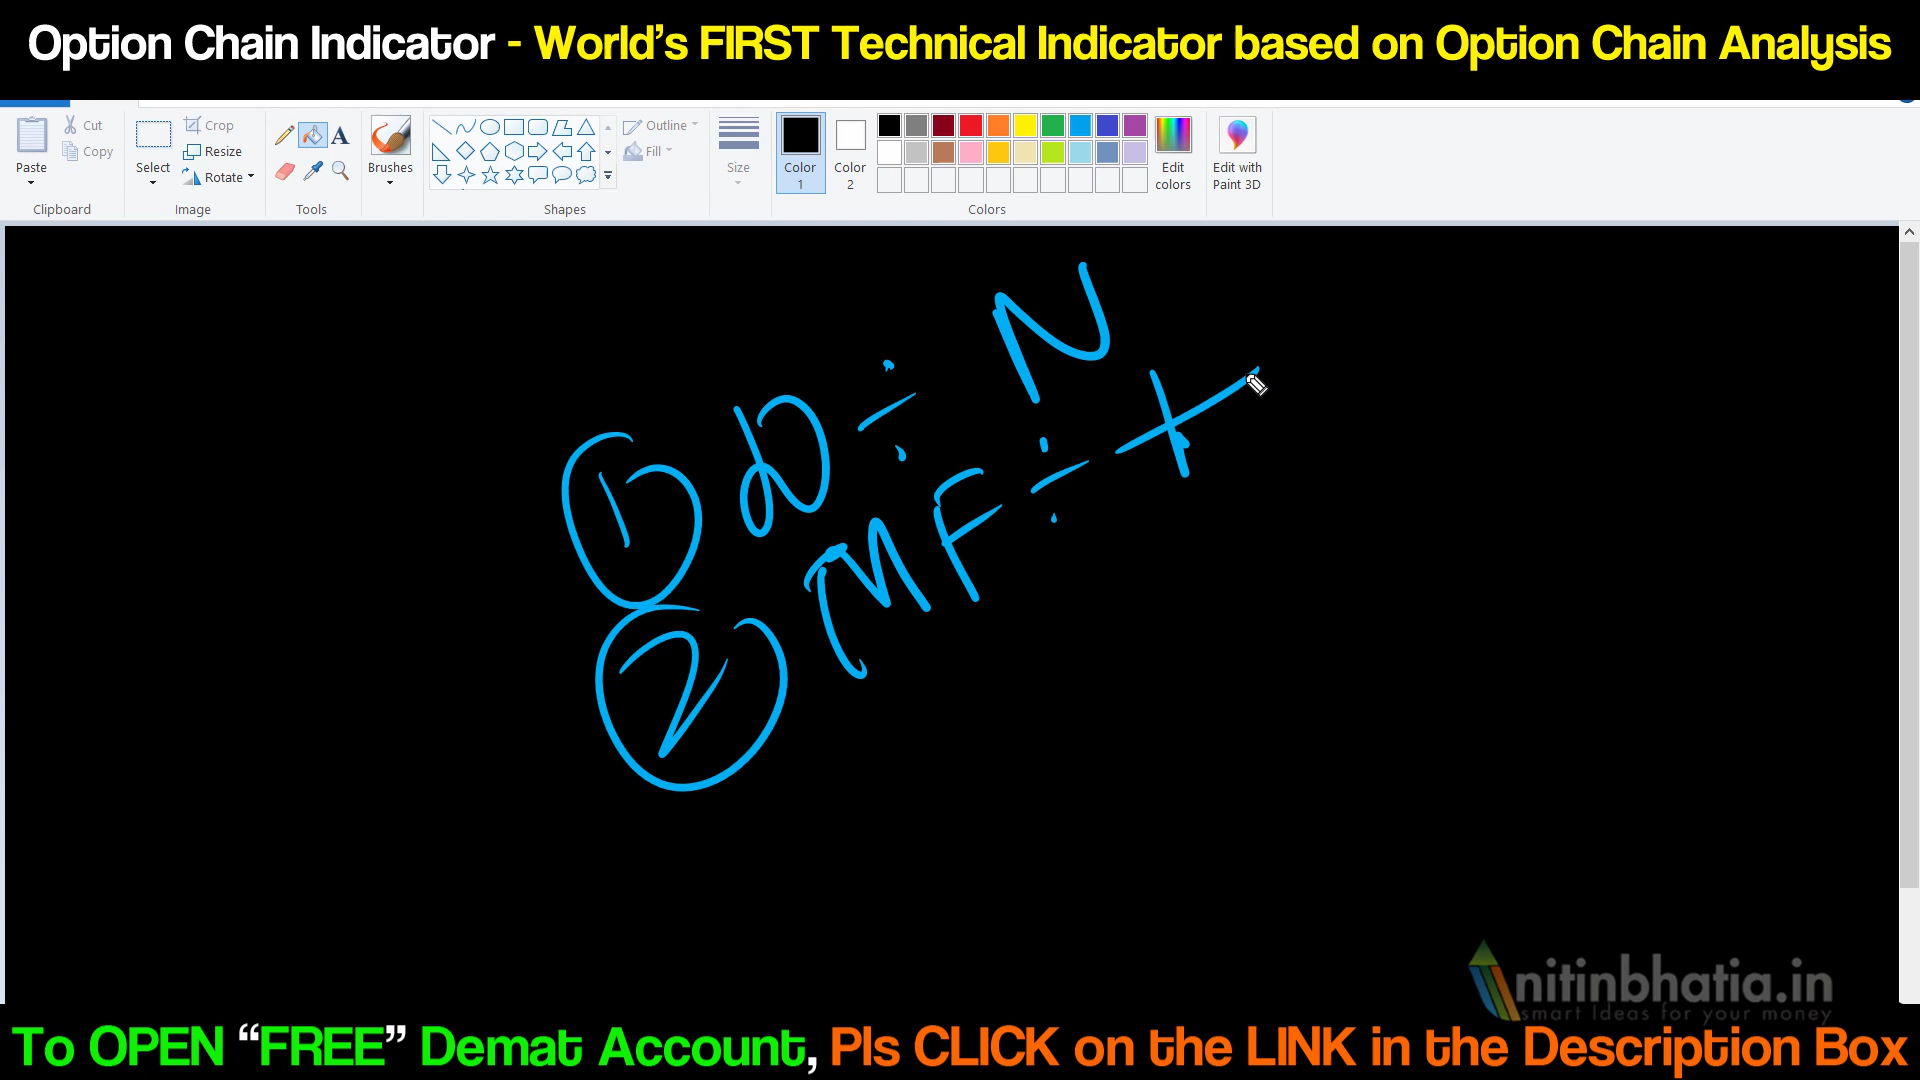 Option Chain Indicator - World's FIRST Technical Indicator based on Option Chain Analysis
Paste
Cut
Copy
Clipboard
Select
Crop
Resize
Rotate
Image
Tools
Brushes
Shapes
Outline
Fill
Size
Color 1
Color 2
Edit colors
Colors
Edit with Paint 3D
① D ÷ N
② MF ÷ +
nitinbhatia.in
smart Ideas for your money
To OPEN “FREE” Demat Account, Pls CLICK on the LINK in the Description Box